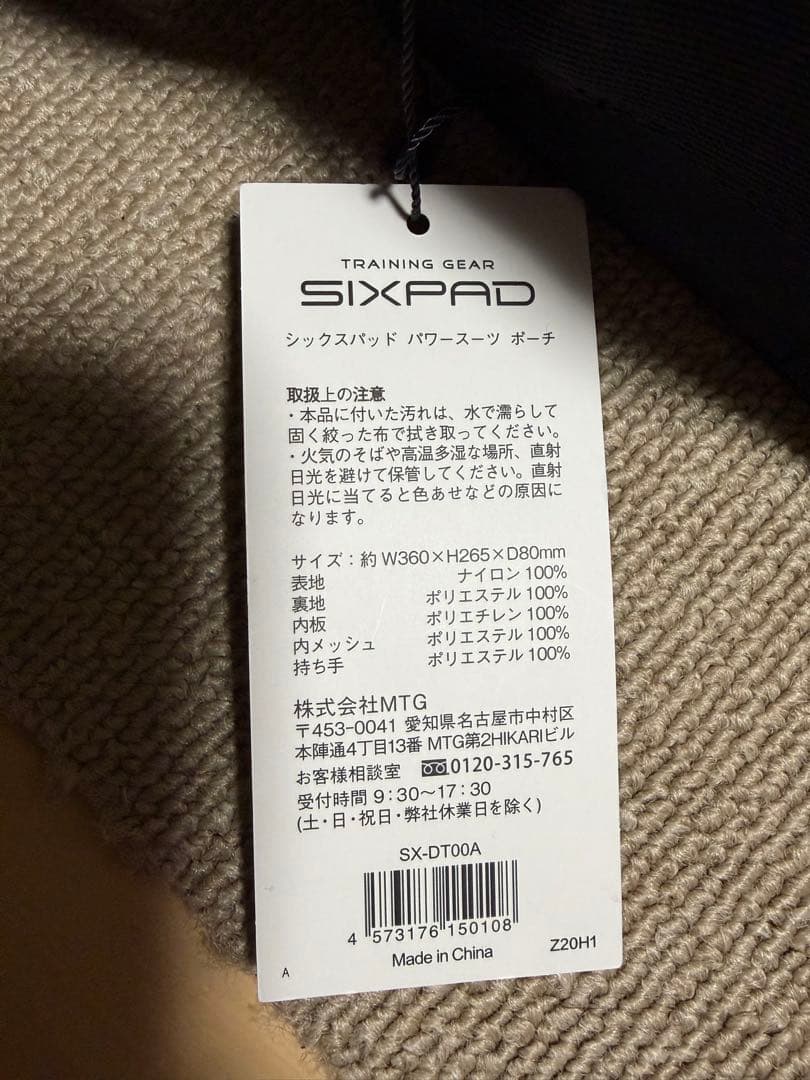 TRAINING GEAR
SIXPAD
シックスパッド パワースーツ ポーチ
取扱上の注意
・本品に付いた汚れは、水で濡らして
固く絞った布で拭き取ってください。
・火気のそばや高温多湿な場所、直射
日光を避けて保管してください。直射
日光に当てると色あせなどの原因に
なります。
サイズ：約 W360×H265×D80mm
表地 ナイロン 100%
裏地 ポリエステル 100%
内板 ポリエチレン 100%
内メッシュ ポリエステル 100%
持ち手 ポリエステル 100%
株式会社MTG
〒453-0041 愛知県名古屋市中村区
本陣通4丁目13番 MTG第2HIKARIビル
お客様相談室 0120-315-765
受付時間 9：30〜17：30
(土・日・祝日・弊社休業日を除く)
SX-DT00A
4 573176 150108
Made in China
Z20H1
A